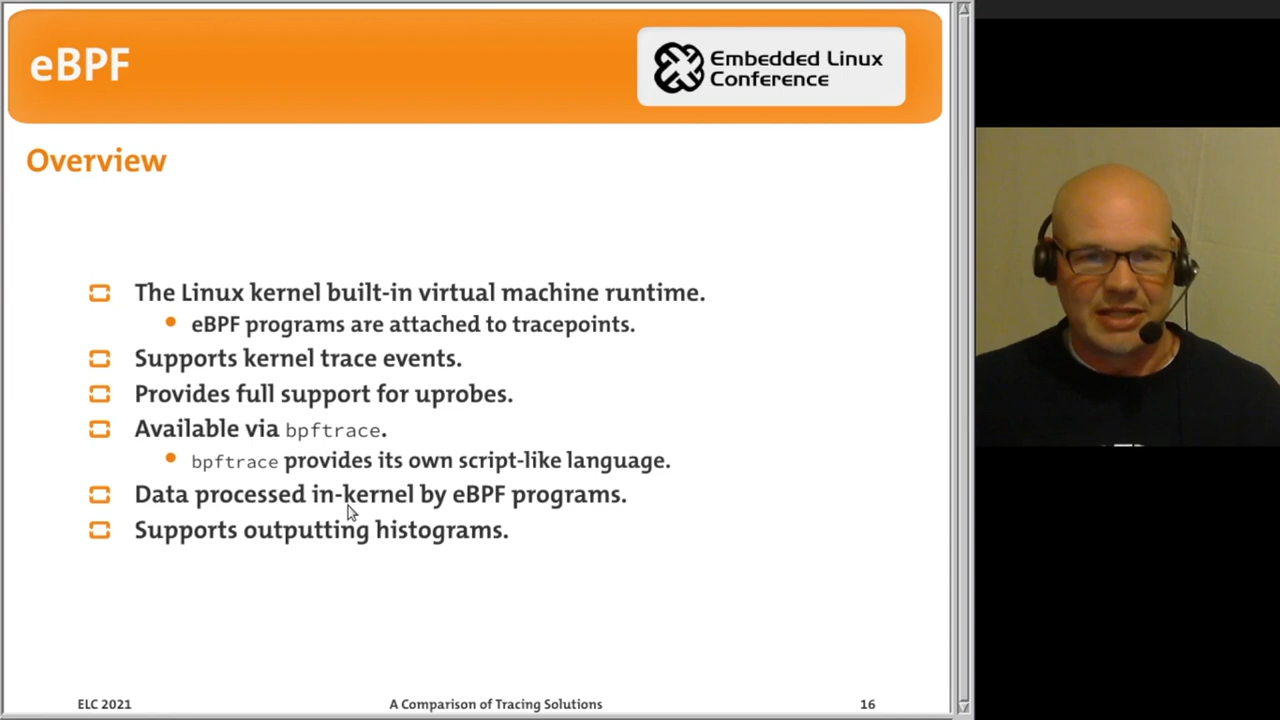 eBPF
Embedded Linux
Conference
Overview
The Linux kernel built-in virtual machine runtime.
eBPF programs are attached to tracepoints.
Supports kernel trace events.
Provides full support for uprobes.
Available via bpftrace.
bpftrace provides its own script-like language.
Data processed in-kernel by eBPF programs.
Supports outputting histograms.
ELC 2021
A Comparison of Tracing Solutions
16